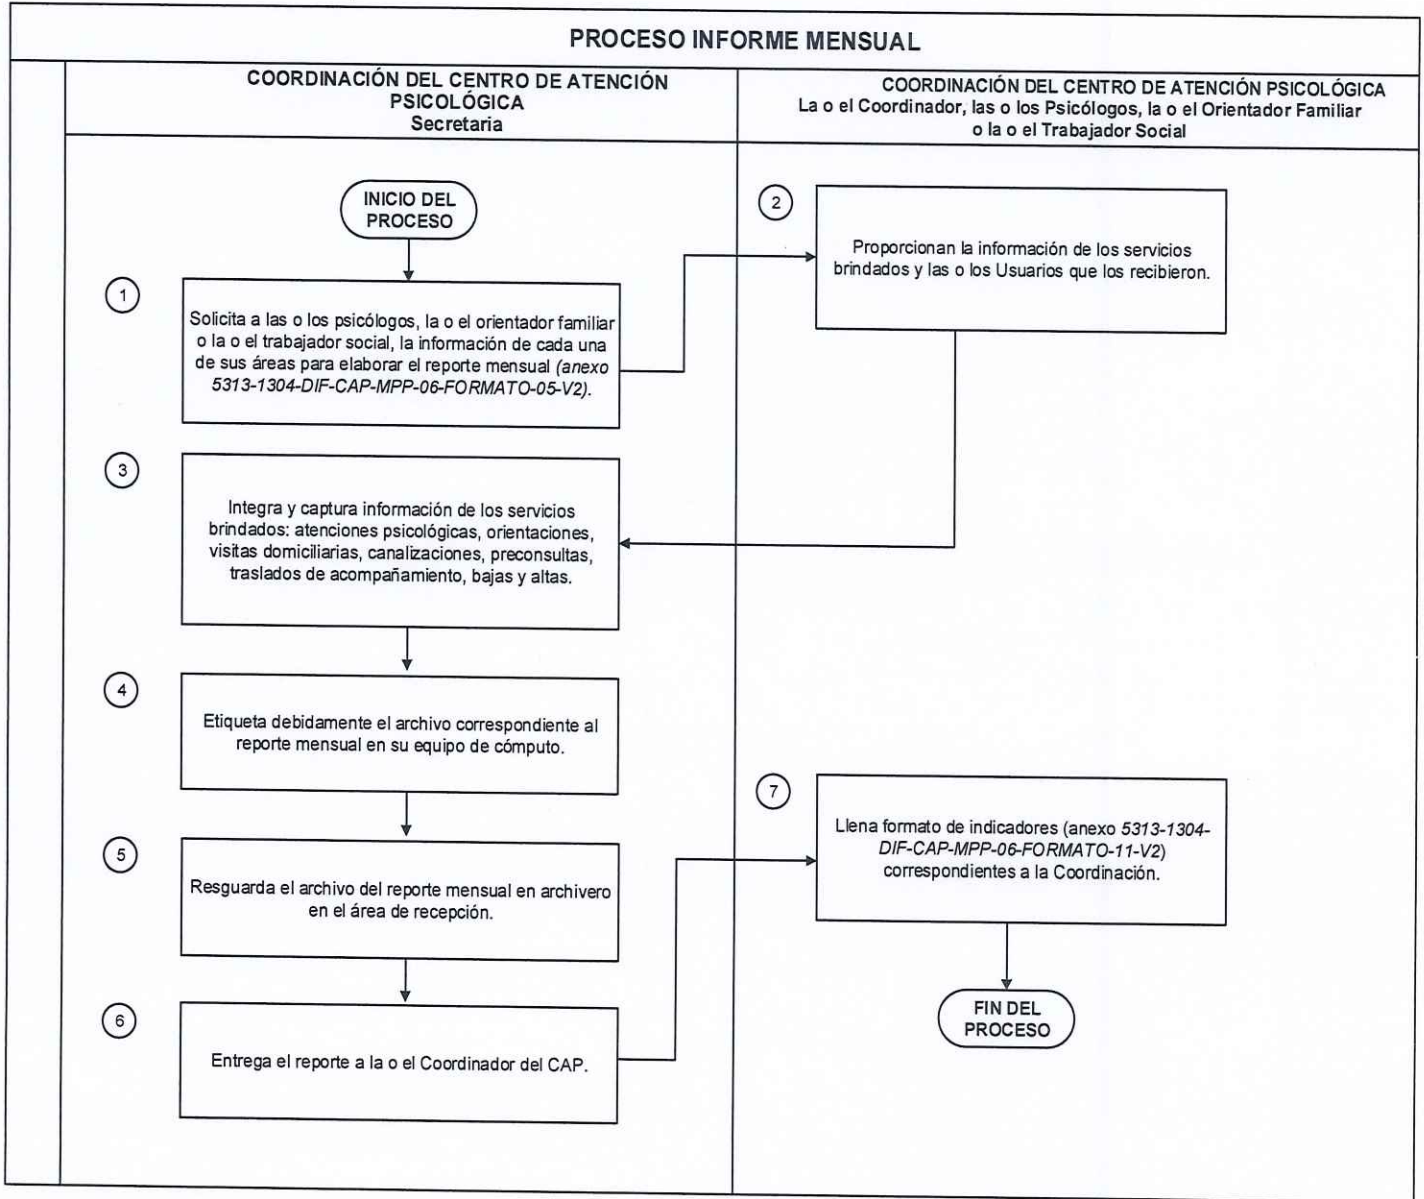 PROCESO INFORME MENSUAL
COORDINACIÓN DEL CENTRO DE ATENCIÓN
PSICOLÓGICA
Secretaria
COORDINACIÓN DEL CENTRO DE ATENCIÓN PSICOLÓGICA
La o el Coordinador, las o los Psicólogos, la o el Orientador Familiar
o la o el Trabajador Social
INICIO DEL
PROCESO
1
Solicita a las o los psicólogos, la o el orientador familiar
o la o el trabajador social, la información de cada una
de sus áreas para elaborar el reporte mensual (anexo
5313-1304-DIF-CAP-MPP-06-FORMATO-05-V2).
2
Proporcionan la información de los servicios
brindados y las o los Usuarios que los recibieron.
3
Integra y captura información de los servicios
brindados: atenciones psicológicas, orientaciones,
visitas domiciliarias, canalizaciones, preconsultas,
traslados de acompañamiento, bajas y altas.
4
Etiqueta debidamente el archivo correspondiente al
reporte mensual en su equipo de cómputo.
5
Resguarda el archivo del reporte mensual en archivero
en el área de recepción.
6
Entrega el reporte a la o el Coordinador del CAP.
7
Llena formato de indicadores (anexo 5313-1304-
DIF-CAP-MPP-06-FORMATO-11-V2)
correspondientes a la Coordinación.
FIN DEL
PROCESO